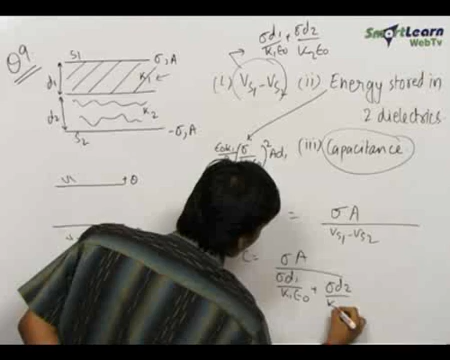 Q9.
S1
σ, A
d1
K1
d2
K2
S2
-σ, A
σd1/K1ε0 + σd2/K2ε0
SmartLearn
WebTv
(i) VS1 - VS2 (ii) Energy stored in
2 dielectrics
(iii) Capacitance
Ad1
= σA / VS1 - VS2
C = σA / σd1/K1ε0 + σd2/K